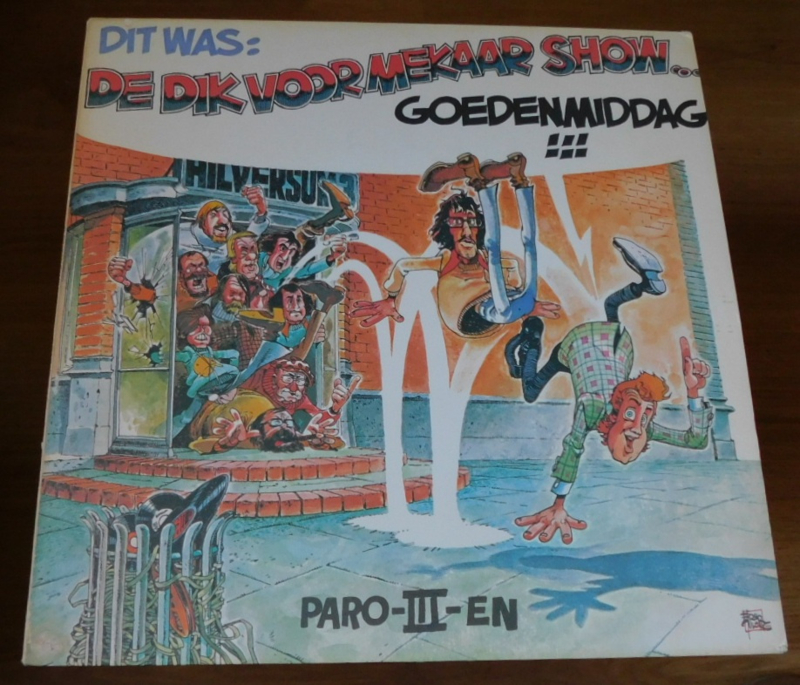 DIT WAS:
DE DIK VOOR MEKAAR SHOW...
GOEDENMIDDAG
!!!
HILVERSUM
PARO-III-EN